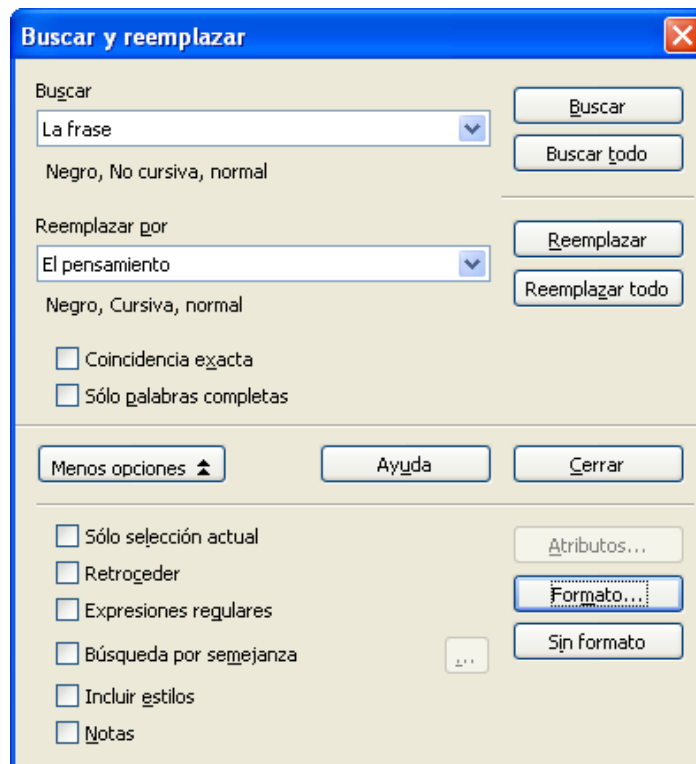 Buscar y reemplazar
Buscar
La frase
Negro, No cursiva, normal
Buscar
Buscar todo
Reemplazar por
El pensamiento
Negro, Cursiva, normal
Reemplazar
Reemplazar todo
Coincidencia exacta
Sólo palabras completas
Menos opciones
Ayuda
Cerrar
Sólo selección actual
Retroceder
Expresiones regulares
Búsqueda por semejanza
...
Incluir estilos
Notas
Atributos...
Formato...
Sin formato